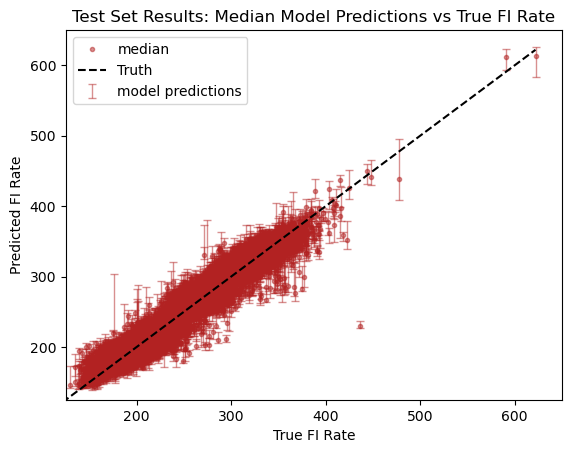 Test Set Results: Median Model Predictions vs True FI Rate
median
Truth
model predictions
Predicted FI Rate
600
500
400
300
200
200
300
400
500
600
True FI Rate